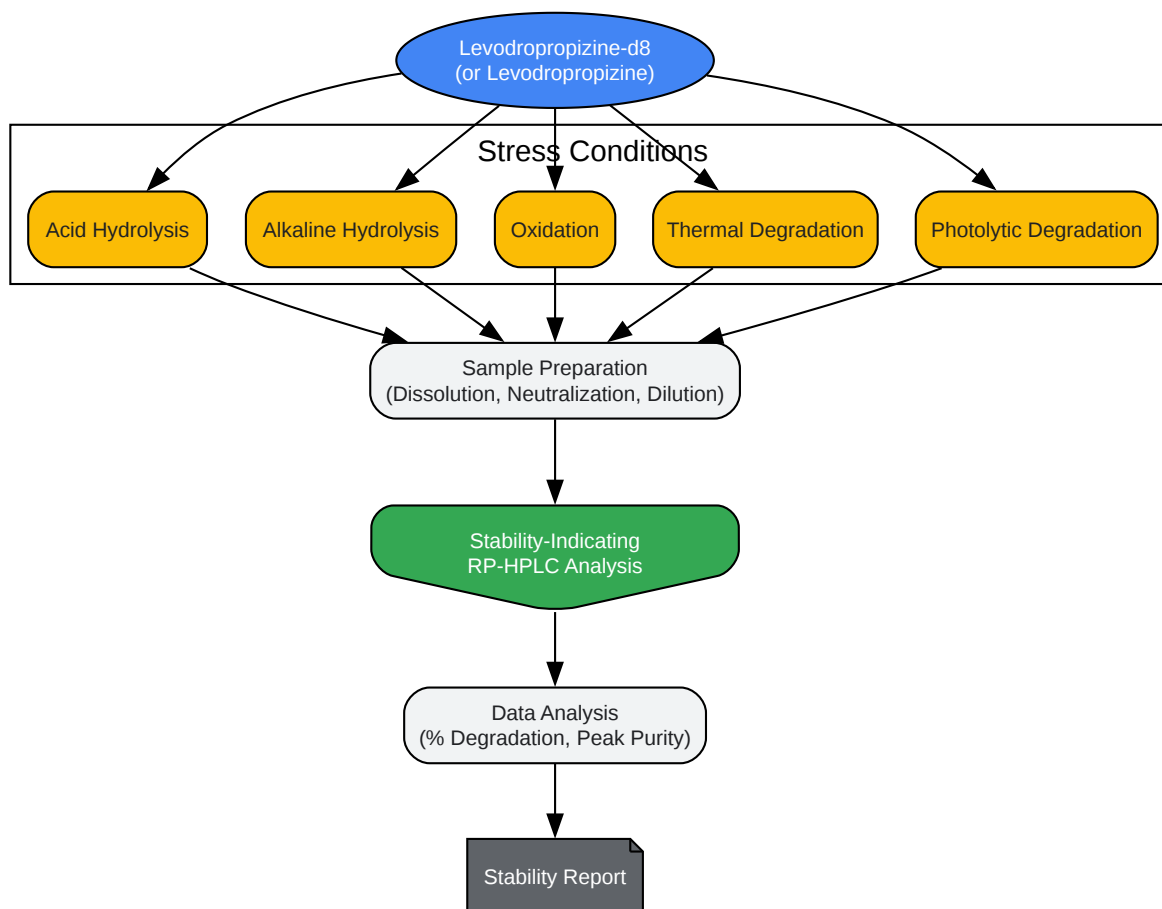 Levodropropizine-d8
(or Levodropropizine)
Stress Conditions
Acid Hydrolysis
Alkaline Hydrolysis
Oxidation
Thermal Degradation
Photolytic Degradation
Sample Preparation
(Dissolution, Neutralization, Dilution)
Stability-Indicating
RP-HPLC Analysis
Data Analysis
(% Degradation, Peak Purity)
Stability Report